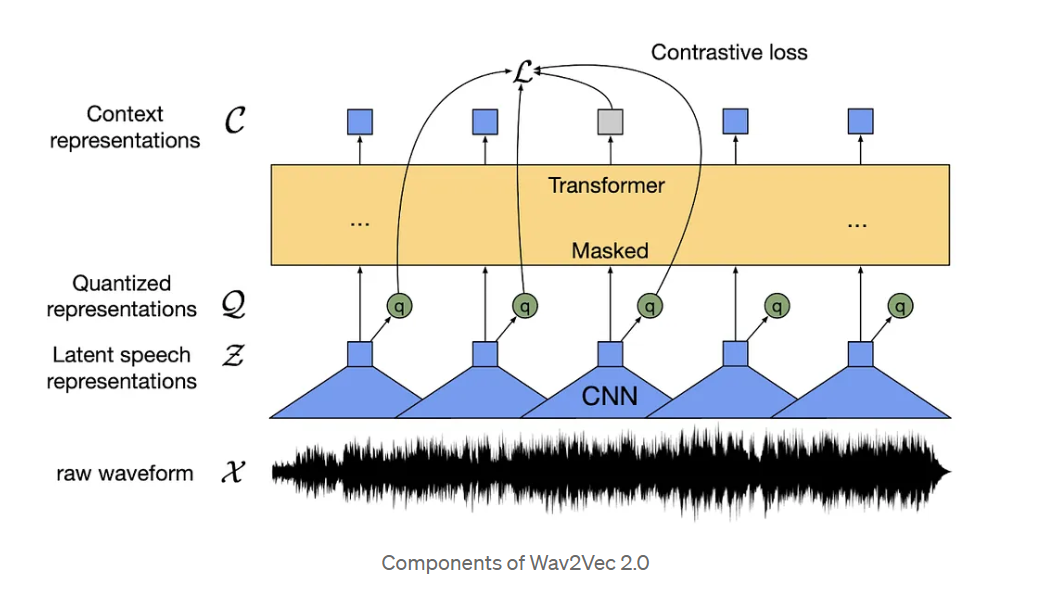 Contrastive loss
ℒ
Context
representations 𝒞
Transformer
... ...
Masked
Quantized
representations 𝒬
q q q q q
Latent speech
representations 𝒵
CNN
raw waveform 𝒳
Components of Wav2Vec 2.0